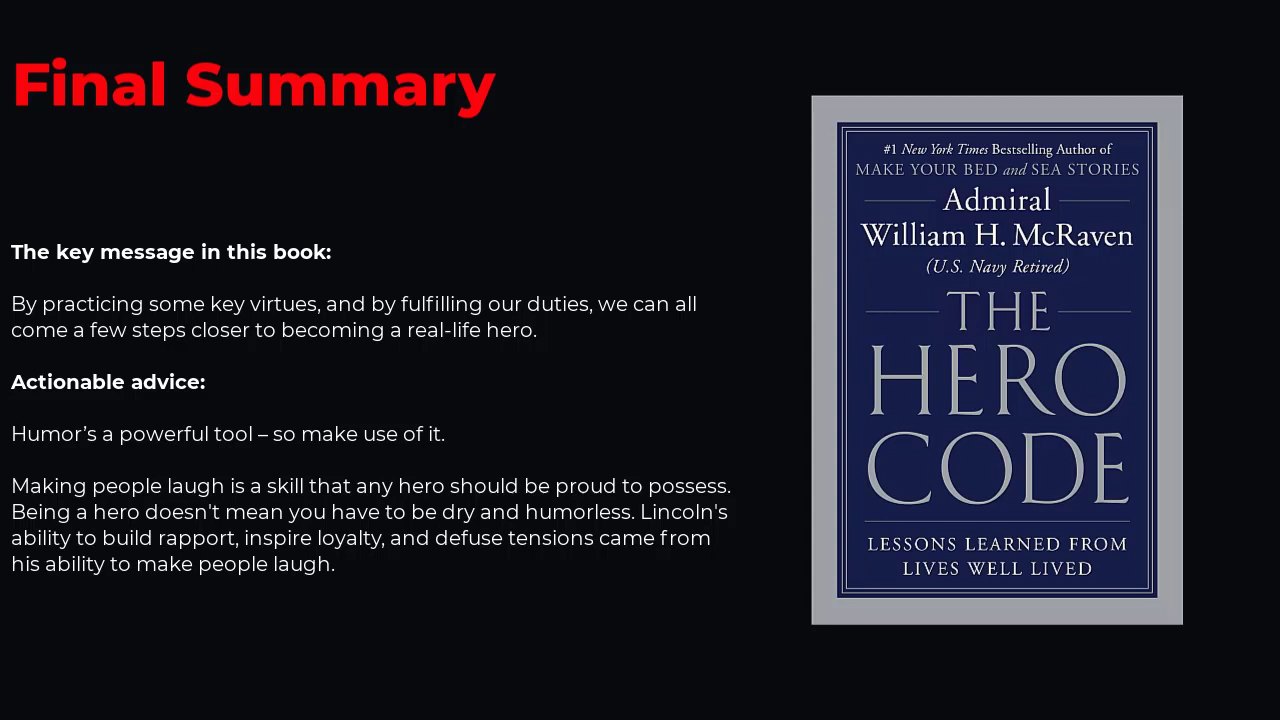 Final Summary
The key message in this book:
By practicing some key virtues, and by fulfilling our duties, we can all
come a few steps closer to becoming a real-life hero.
Actionable advice:
Humor’s a powerful tool – so make use of it.
Making people laugh is a skill that any hero should be proud to possess.
Being a hero doesn't mean you have to be dry and humorless. Lincoln's
ability to build rapport, inspire loyalty, and defuse tensions came from
his ability to make people laugh.
#1 New York Times Bestselling Author of
MAKE YOUR BED and SEA STORIES
Admiral
William H. McRaven
(U.S. Navy Retired)
THE
HERO
CODE
LESSONS LEARNED FROM
LIVES WELL LIVED